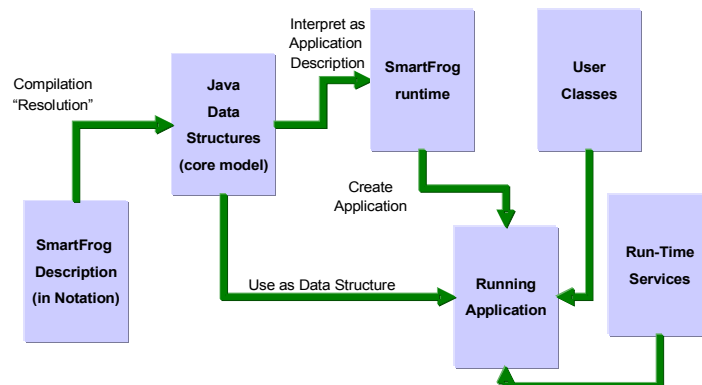 Interpret as
Application
Description
Compilation
“Resolution”
Java
Data
Structures
(core model)
SmartFrog
runtime
User
Classes
Create
Application
SmartFrog
Description
(in Notation)
Use as Data Structure
Running
Application
Run-Time
Services